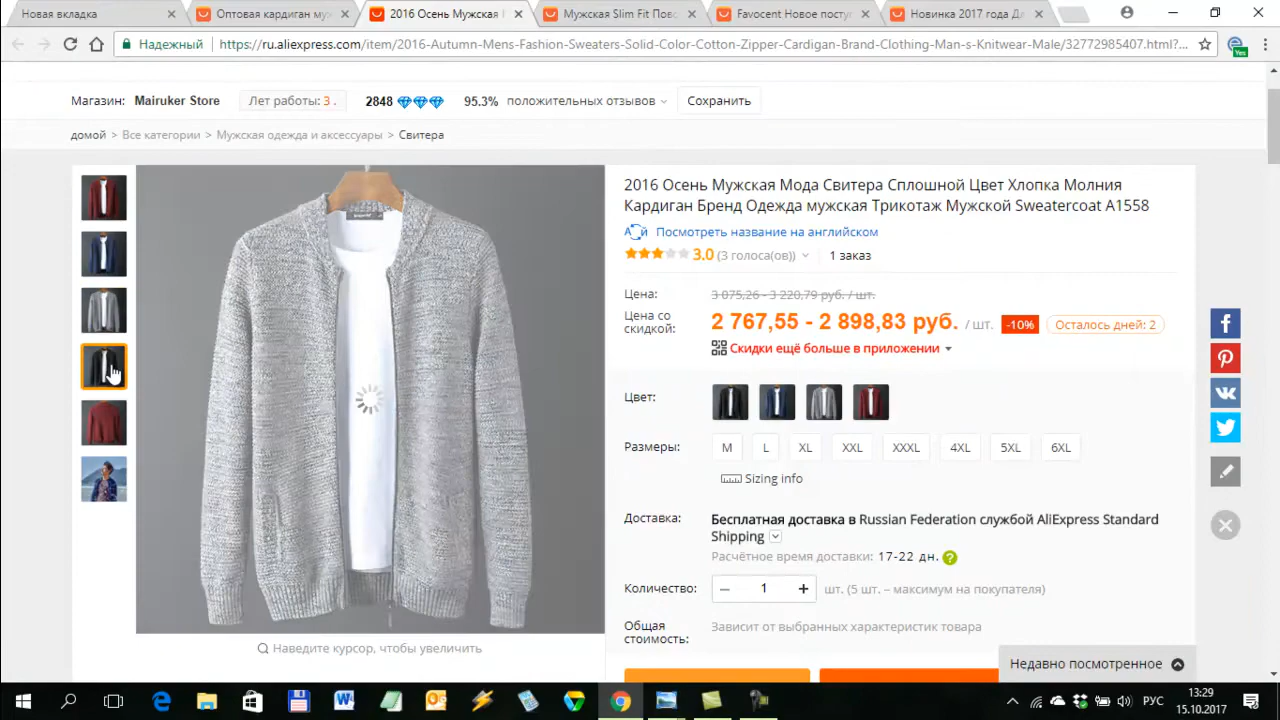 Новая вкладка
Оптовая кардиган му
2016 Осень Мужская
Мужская Slim Fit Пово
Favocent Новое поступ
Новинка 2017 года Де
Надежный
https://ru.aliexpress.com/item/2016-Autumn-Mens-Fashion-Sweaters-Solid-Color-Cotton-Zipper-Cardigan-Brand-Clothing-Man-s-Knitwear-Male/32772985407.html?...
Yes
Магазин: Mairuker Store Лет работы: 3 . 2848 95.3% положительных отзывов Сохранить
домой > Все категории > Мужская одежда и аксессуары > Свитера
2016 Осень Мужская Мода Свитера Сплошной Цвет Хлопка Молния
Кардиган Бренд Одежда мужская Трикотаж Мужской Sweatercoat A1558
Посмотреть название на английском
3.0 (3 голоса(ов)) 1 заказ
Цена: 3 075,26 - 3 220,79 руб. / шт.
Цена со скидкой: 2 767,55 - 2 898,83 руб. / шт. -10% Осталось дней: 2
Скидки ещё больше в приложении
Цвет:
Размеры: M L XL XXL XXXL 4XL 5XL 6XL
Sizing info
Доставка: Бесплатная доставка в Russian Federation службой AliExpress Standard
Shipping
Расчётное время доставки: 17-22 дн. ?
Количество: − 1 + шт. (5 шт. – максимум на покупателя)
Общая стоимость: Зависит от выбранных характеристик товара
Наведите курсор, чтобы увеличить
Недавно посмотренное
РУС
13:29
15.10.2017